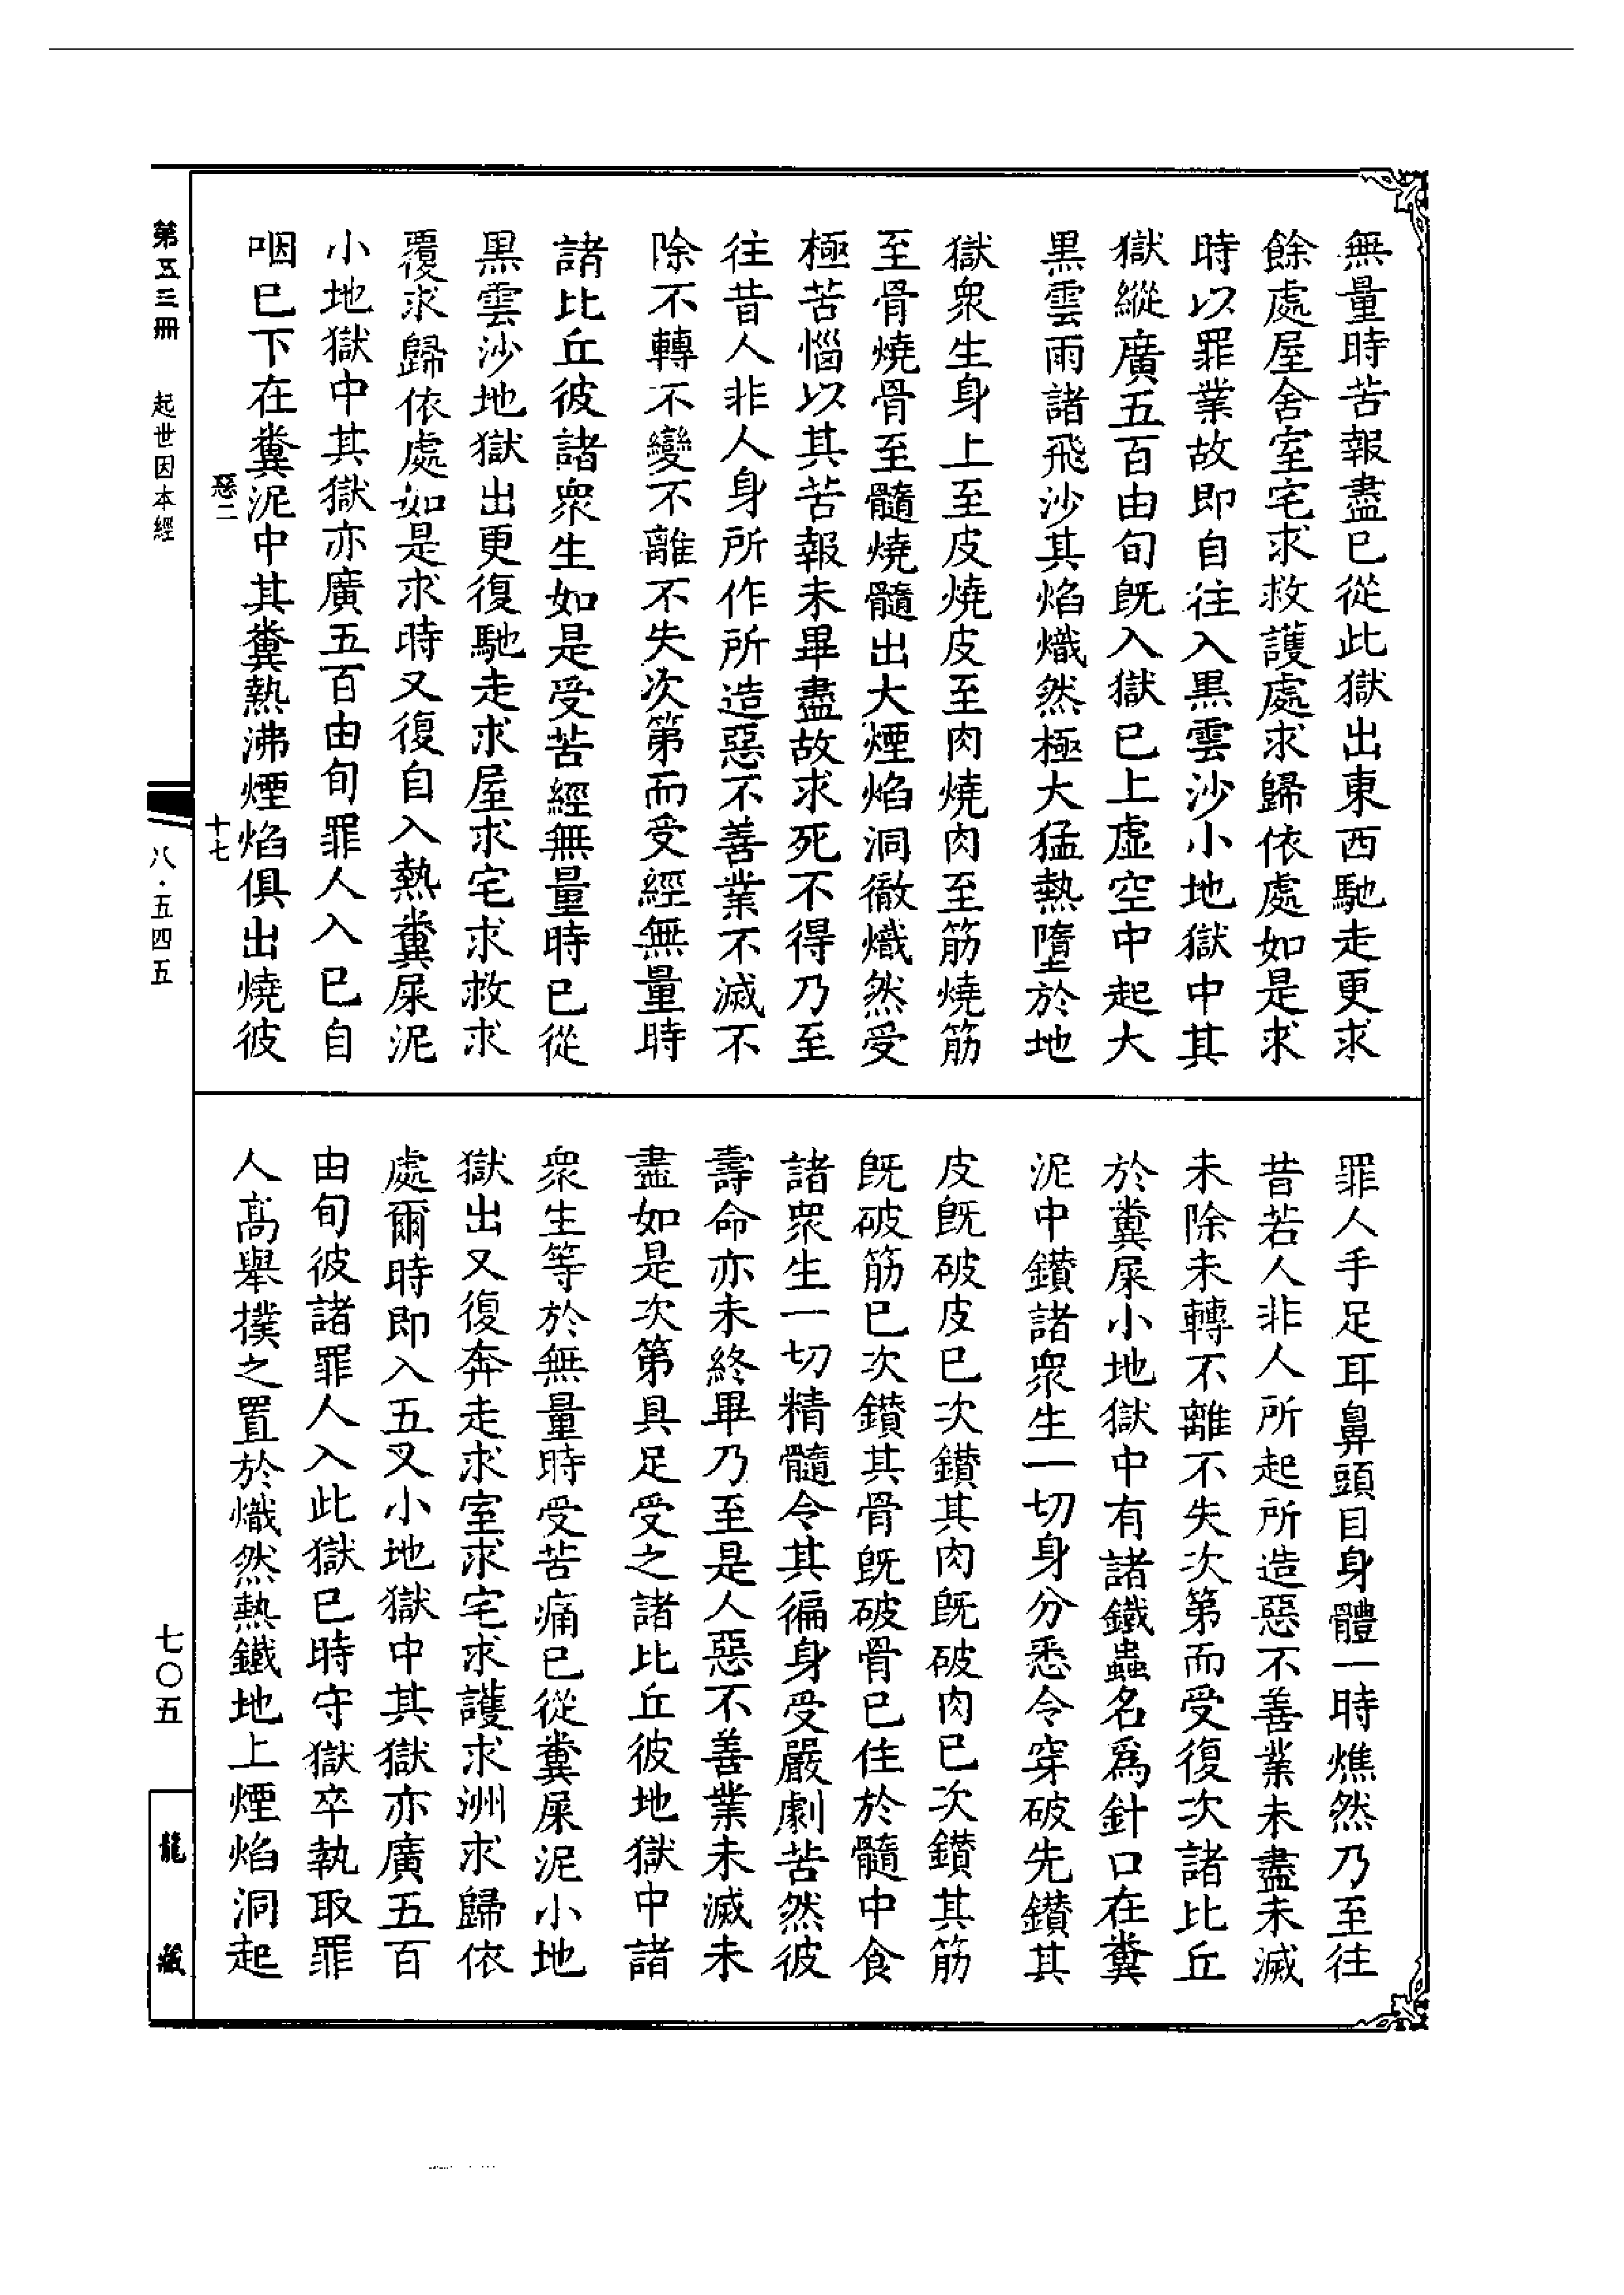 無量時苦報盡已從此獄出東西馳走更求
餘處屋舍室宅求救護處求歸依處如是求
時以罪業故即自往入黑雲沙小地獄中其
獄縱廣五百由旬旣入獄已上虛空中起大
黑雲雨諸飛沙其焰熾然極大猛熱墮於地
獄衆生身上至皮燒皮至肉燒肉至筋燒筋
至骨燒骨至髓燒髓出大煙焰洞徹熾然受
極苦惱以其苦報未畢盡故求死不得乃至
往昔人非人身所作所造惡不善業不滅不
除不轉不變不離不失次第而受經無量時
諸比丘彼諸衆生如是受苦經無量時已從
黑雲沙地獄出更復馳走求屋求宅求救求
覆求歸依處如是求時又復自入熱糞屎泥
小地獄中其獄亦廣五百由旬罪人入已自
咽已下在糞泥中其糞熱沸煙焰俱出燒彼
罪人手足耳鼻頭目身體一時燋然乃至往
昔若人非人所起所造惡不善業未盡未滅
未除未轉不離不失次第而受復次諸比丘
於糞屎小地獄中有諸鐵蟲名爲針口在糞
泥中鑽諸衆生一切身分悉令穿破先鑽其
皮旣破皮已次鑽其肉旣破肉已次鑽其筋
旣破筋已次鑽其骨旣破骨已住於髓中食
諸衆生一切精髓令其徧身受嚴劇苦然彼
壽命亦未終畢乃至是人惡不善業未滅未
盡如是次第具足受之諸比丘彼地獄中諸
衆生等於無量時受苦痛已從糞屎泥小地
獄出又復奔走求室求宅求護求洲求歸依
處爾時即入五叉小地獄中其獄亦廣五百
由旬彼諸罪人入此獄已時守獄卒執取罪
人高舉撲之置於熾然熱鐵地上煙焰洞起
惡二
十七
第五三冊 起世因本經
八·五四五
七〇五
龍藏